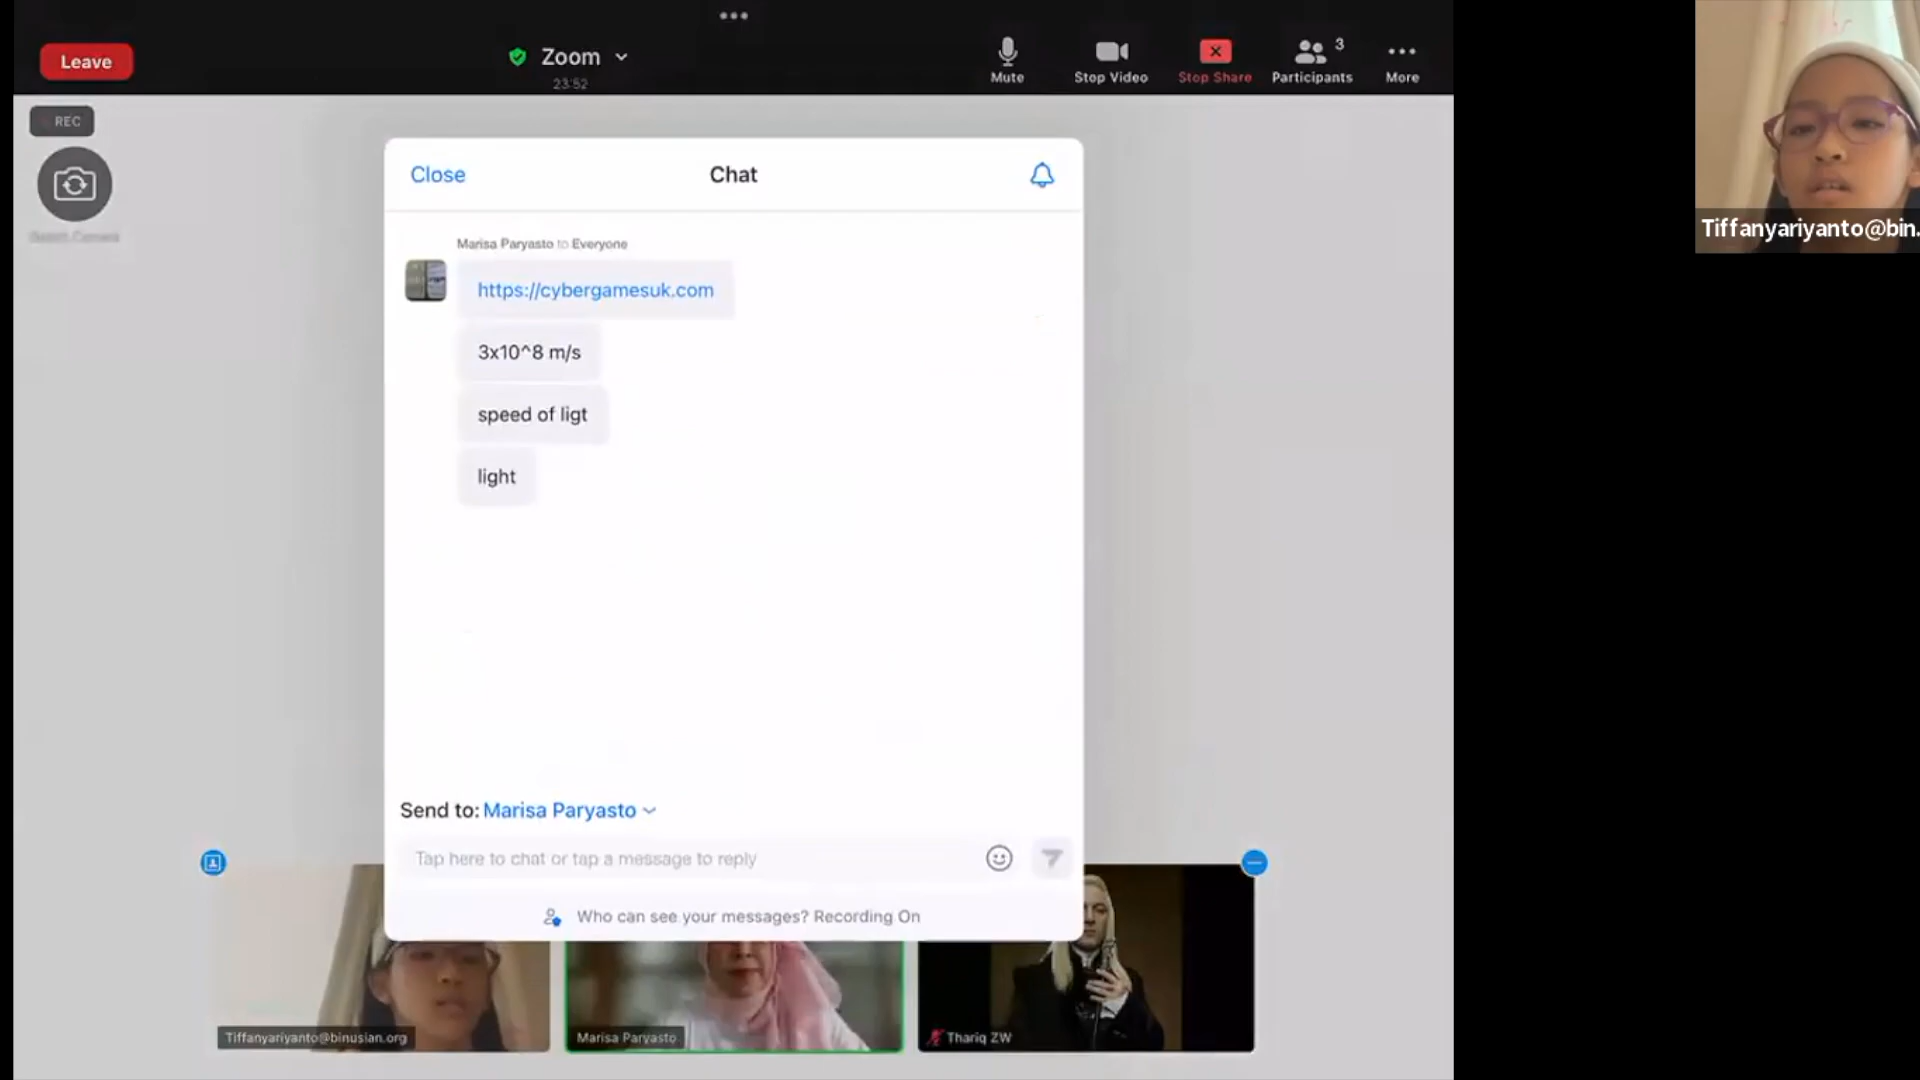 Leave
Zoom
23:52
Mute
Stop Video
Stop Share
Participants
3
More
REC
Close
Chat
Marisa Paryasto to Everyone
https://cybergamesuk.com
3x10^8 m/s
speed of ligt
light
Send to: Marisa Paryasto
Tap here to chat or tap a message to reply
Who can see your messages? Recording On
Tiffanyariyanto@binusian.org
Marisa Paryasto
Thariq ZW
Tiffanyariyanto@bin.